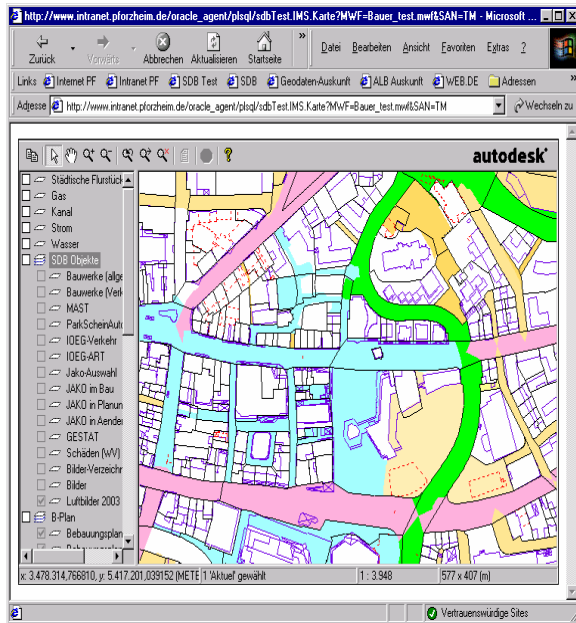 http://www.intranet.pforzheim.de/oracle_agent/plsql/sdbTest.IMS.Karte?MWF=Bauer_test.mwf&SAN=TM - Microsoft ...
Zurück Vorwärts Abbrechen Aktualisieren Startseite » Datei Bearbeiten Ansicht Favoriten Extras ?
Links Internet PF Intranet PF SDB Test SDB Geodaten-Auskunft ALB Auskunft WEB.DE Adressen »
Adresse http://www.intranet.pforzheim.de/oracle_agent/plsql/sdbTest.IMS.Karte?MWF=Bauer_test.mwf&SAN=TM Wechseln zu
autodesk
Städtische Flurstück
Gas
Kanal
Strom
Wasser
SDB Objekte
Bauwerke (allge
Bauwerke (Verk
MAST
ParkScheinAuto
IOEG-Verkehr
IOEG-ART
Jako-Auswahl
JAKO im Bau
JAKO in Planun
JAKO in Aender
GESTAT
Schäden (WV)
Bilder-Verzeichn
Bilder
Luftbilder 2003
B-Plan
Bebauungsplan
x: 3.478.314,766810, y: 5.417.201,039152 (METE 1 'Aktuel' gewählt 1 : 3.948 577 x 407 (m)
Vertrauenswürdige Sites